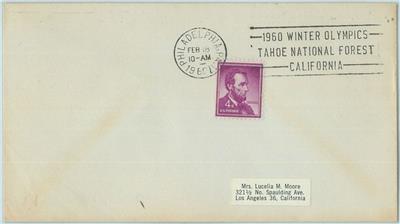 PHILADELPHIA, PA.
FEB 18
10-AM
1960
1960 WINTER OLYMPICS
TAHOE NATIONAL FOREST
CALIFORNIA
4¢
U.S. POSTAGE
Mrs. Lucelia M. Moore
321½ No. Spaulding Ave.
Los Angeles 36, California